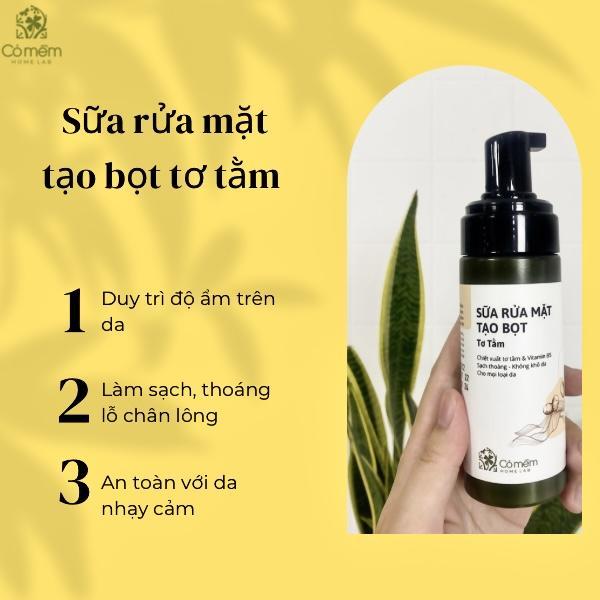 Cỏ mềm
HOME LAB
Sữa rửa mặt
tạo bọt tơ tằm
1 Duy trì độ ẩm trên
da
2 Làm sạch, thoáng
lỗ chân lông
3 An toàn với da
nhạy cảm
SỮA RỬA MẶT
TẠO BỌT
Tơ Tằm
Chiết xuất tơ tằm & Vitamin B5
Sạch thoáng - Không khô da
Cho mọi loại da
Cỏ mềm
HOME LAB